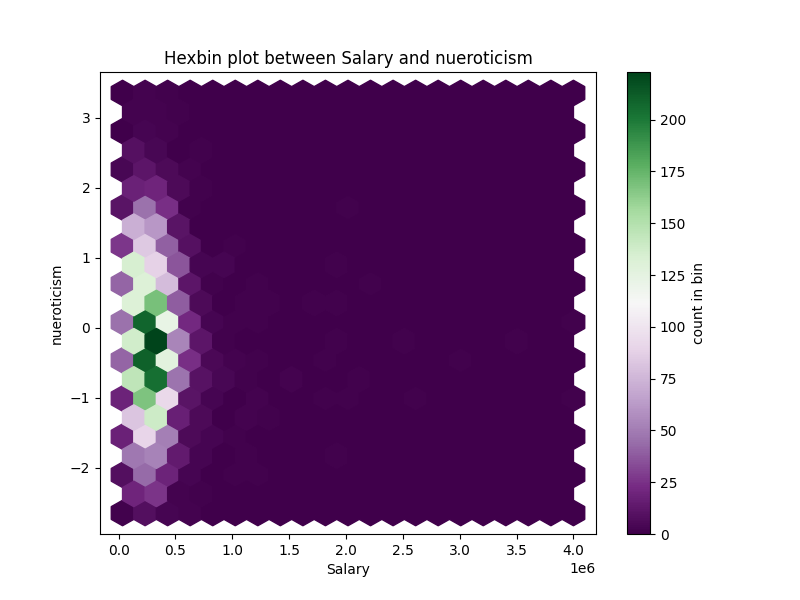 Hexbin plot between Salary and nueroticism
nueroticism
3
2
1
0
−1
−2
0.0 0.5 1.0 1.5 2.0 2.5 3.0 3.5 4.0
1e6
Salary
200
175
150
125
100
75
50
25
0
count in bin